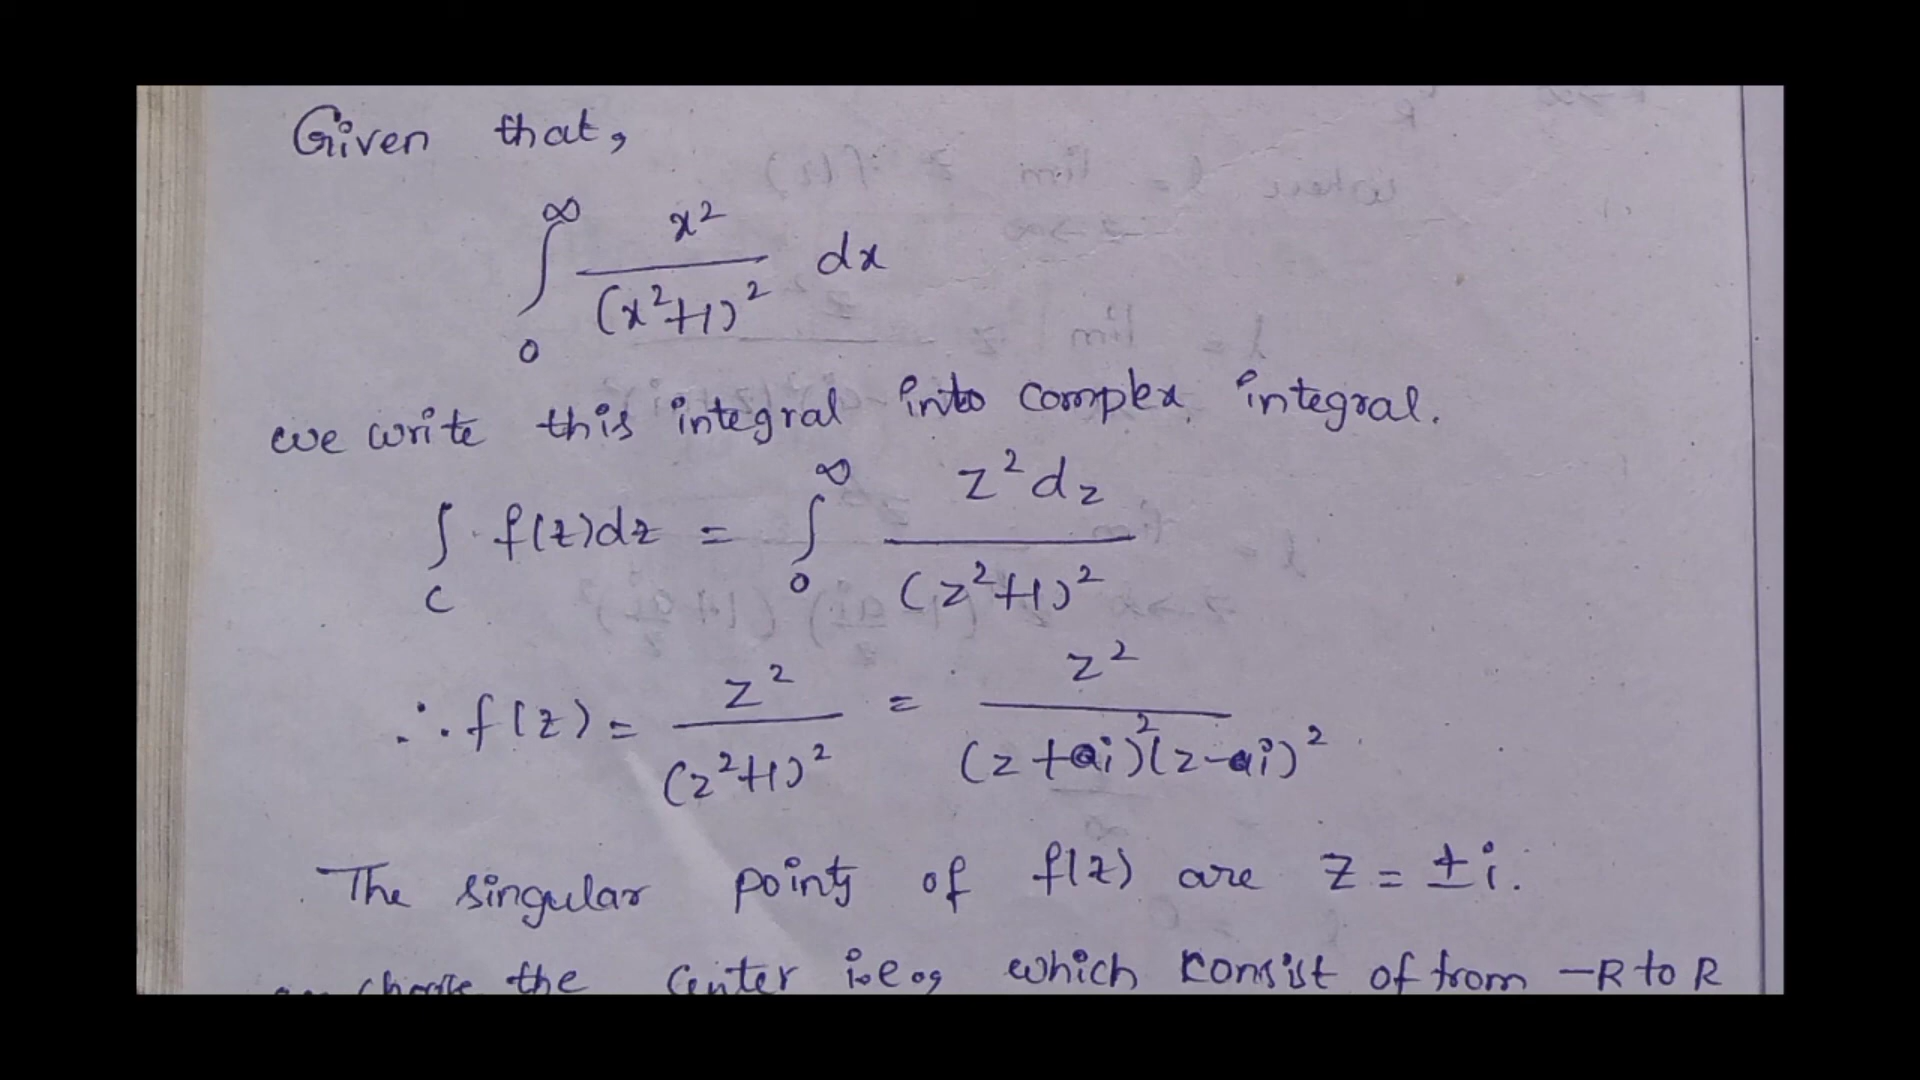 Given that,
∫₀^∞ x²/(x²+1)² dx
we write this integral into complex integral.
∫_C f(z)dz = ∫₀^∞ z²dz/(z²+1)²
∴ f(z) = z²/(z²+1)² = z²/(z+ai)²(z-ai)²
The singular points of f(z) are z = ±i.
choose the center i.e., which consist of from -R to R